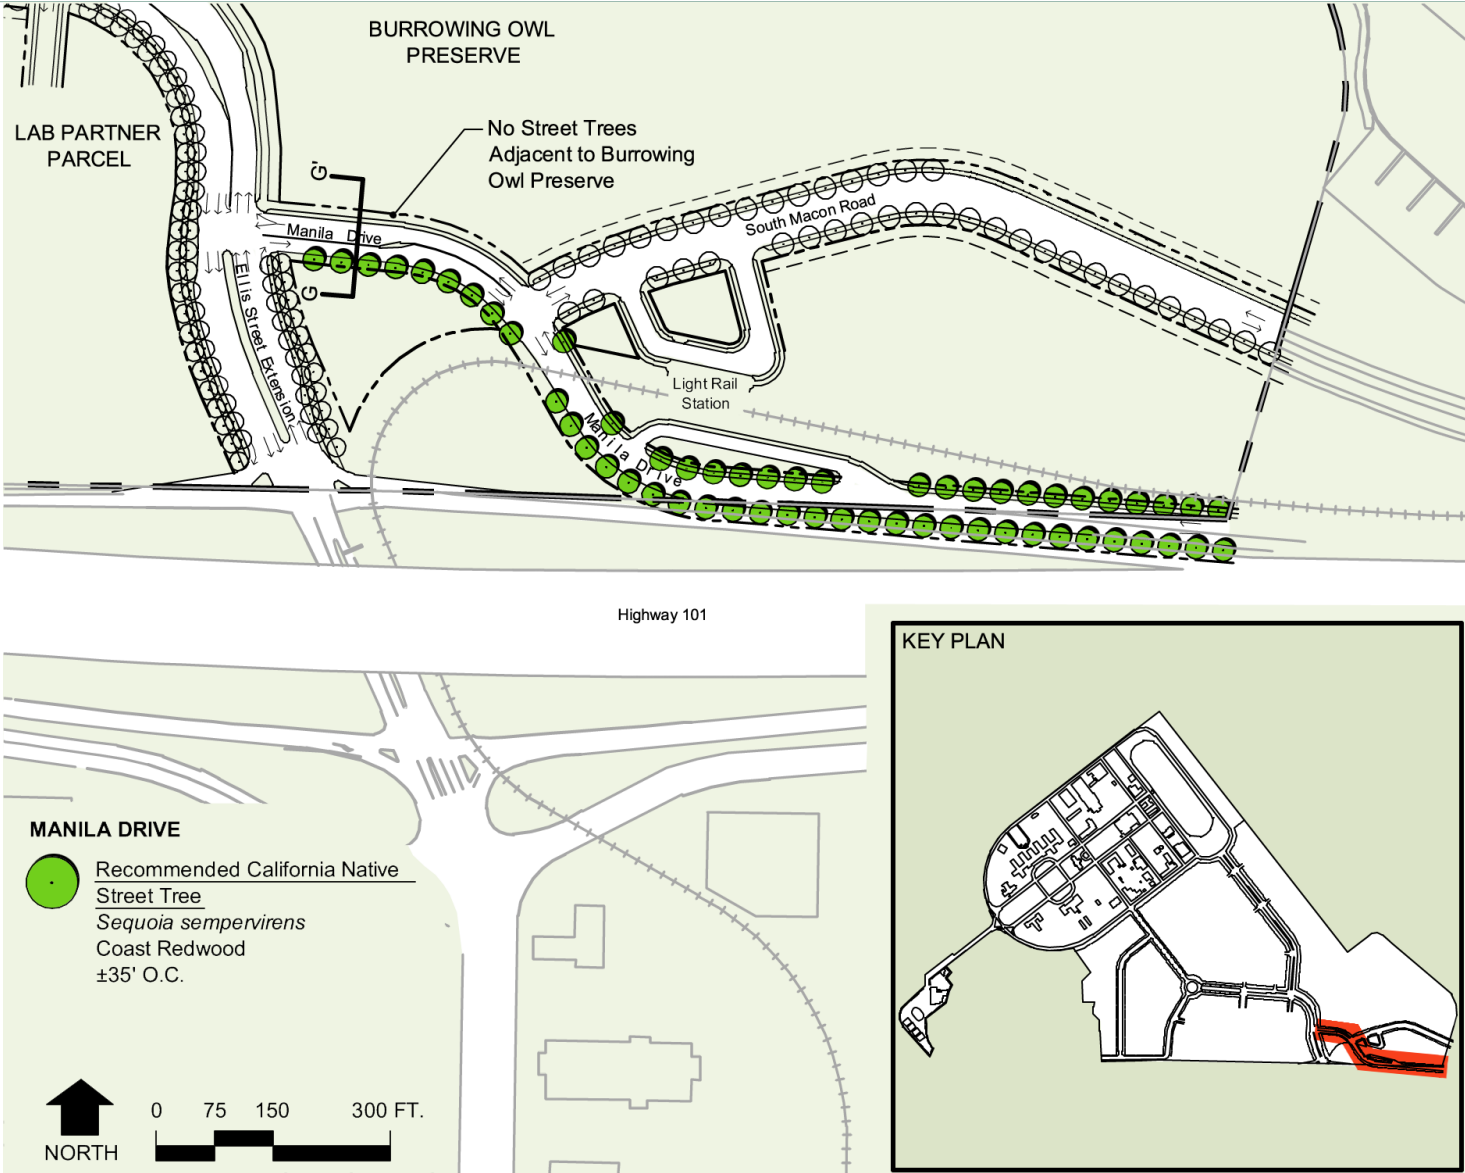 BURROWING OWL
PRESERVE
LAB PARTNER
PARCEL
No Street Trees
Adjacent to Burrowing
Owl Preserve
G'
G
Manila Drive
South Macon Road
Ellis Street Extension
Light Rail
Station
Manila Drive
Highway 101
KEY PLAN
MANILA DRIVE
Recommended California Native
Street Tree
Sequoia sempervirens
Coast Redwood
±35' O.C.
0 75 150 300 FT.
NORTH